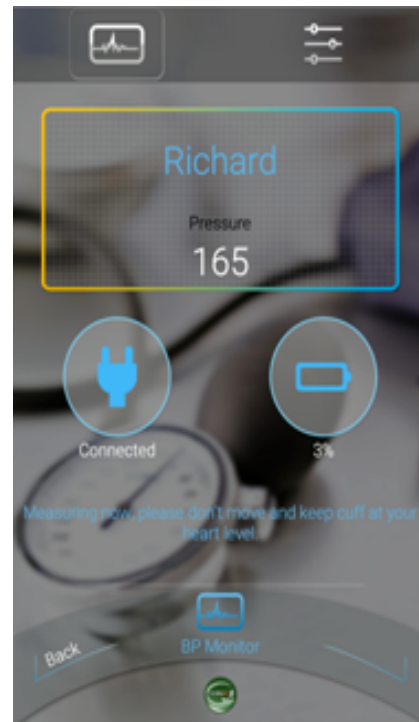 Richard
Pressure
165
Connected
3%
Measuring now, please don't move and keep cuff at your
heart level.
Back
BP Monitor